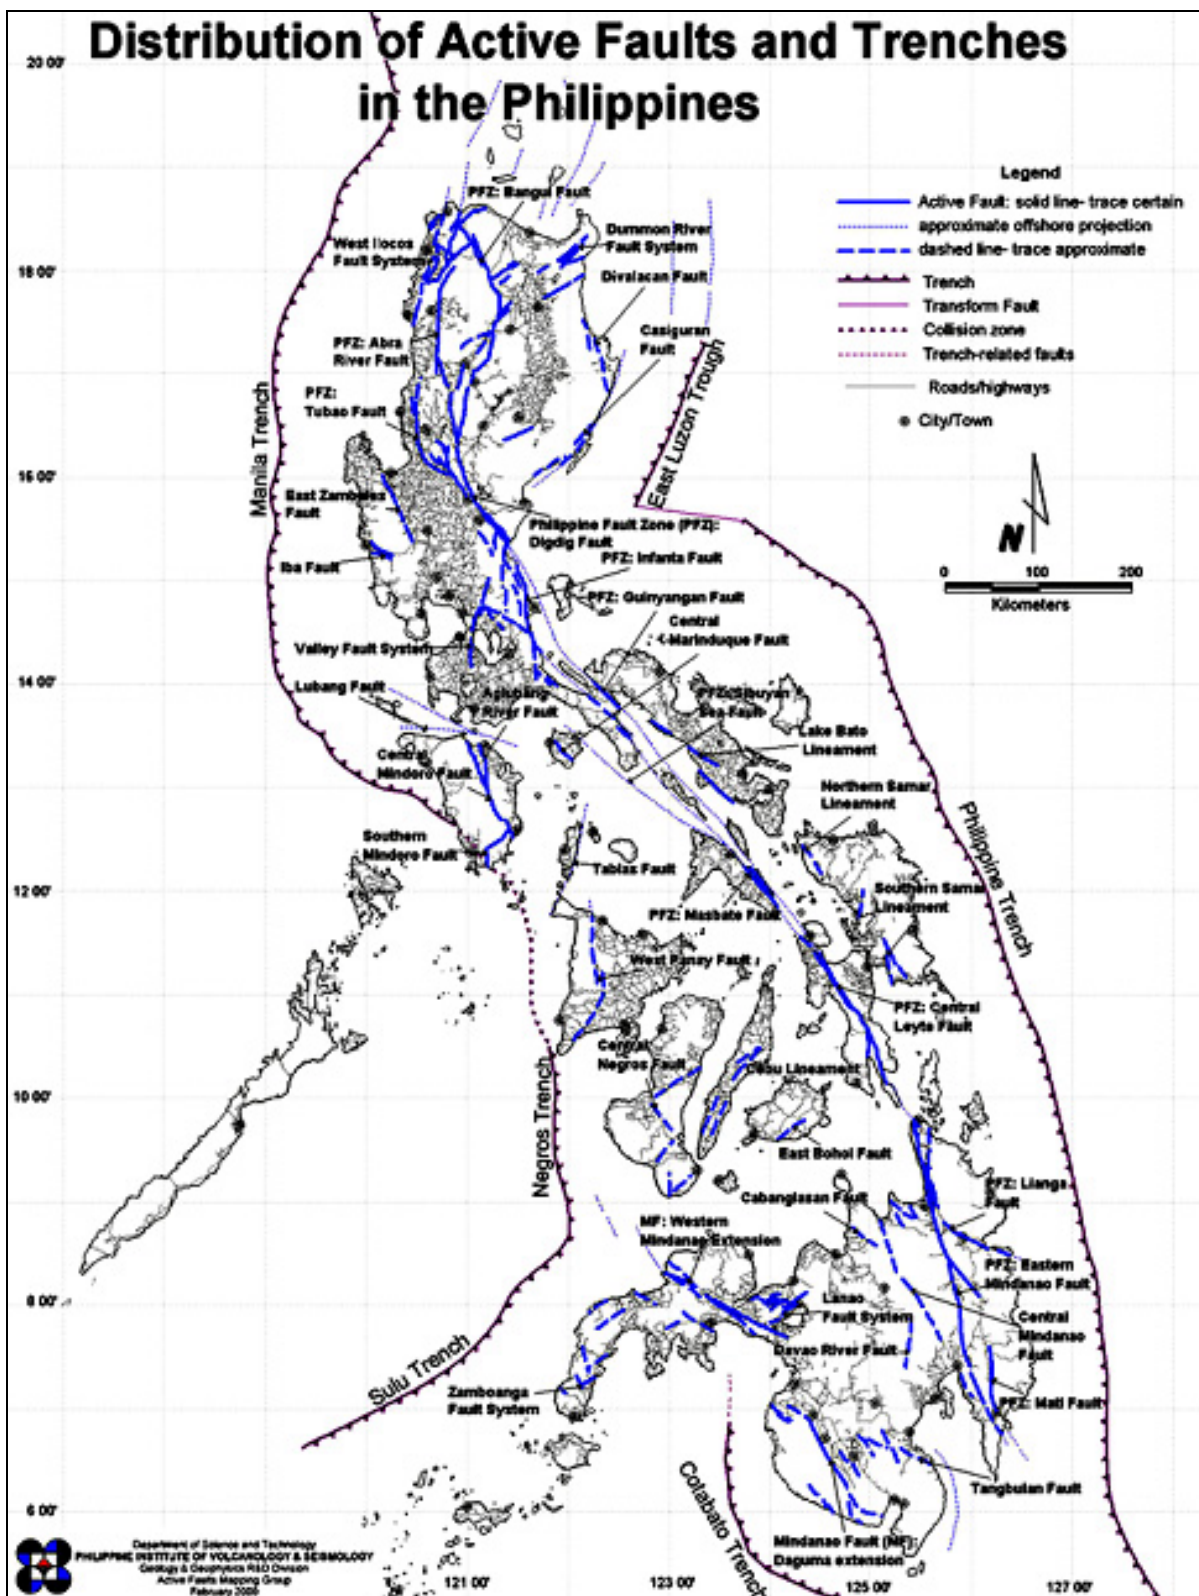 Distribution of Active Faults and Trenches
in the Philippines
20 00'
18 00'
16 00'
14 00'
12 00'
10 00'
8 00'
6 00'
121 00'
123 00'
125 00'
127 00'
Legend
Active Fault: solid line- trace certain
approximate offshore projection
dashed line- trace approximate
Trench
Transform Fault
Collision zone
Trench-related faults
Roads/highways
City/Town
N
0 100 200
Kilometers
PFZ: Bangui Fault
West Ilocos
Fault System
Dummon River
Fault System
Divalacan Fault
Casiguran
Fault
PFZ: Abra
River Fault
PFZ:
Tubao Fault
Manila Trench
East Luzon Trough
East Zambales
Fault
Iba Fault
Philippine Fault Zone (PFZ):
Digdig Fault
PFZ: Infanta Fault
PFZ: Guinyangan Fault
Central
Marinduque Fault
Valley Fault System
Lubang Fault
Aglubang
River Fault
PFZ: Sibuyan
Sea Fault
Lake Bato
Lineament
Central
Mindoro Fault
Northern Samar
Lineament
Southern
Mindoro Fault
Tablas Fault
Southern Samar
Lineament
PFZ: Masbate Fault
Philippine Trench
West Panay Fault
PFZ: Central
Leyte Fault
Central
Negros Fault
Cebu Lineament
Negros Trench
East Bohol Fault
Cabanglasan Fault
PFZ: Lianga
Fault
MF: Western
Mindanao Extension
PFZ: Eastern
Mindanao Fault
Lanao
Fault System
Central
Mindanao
Fault
Davao River Fault
Sulu Trench
Zamboanga
Fault System
PFZ: Mati Fault
Tangbulan Fault
Cotabato Trench
Mindanao Fault (MF)
Daguma extension
Department of Science and Technology
PHILIPPINE INSTITUTE OF VOLCANOLOGY & SEISMOLOGY
Geology & Geophysics R&D Division
Active Faults Mapping Group
February 2000